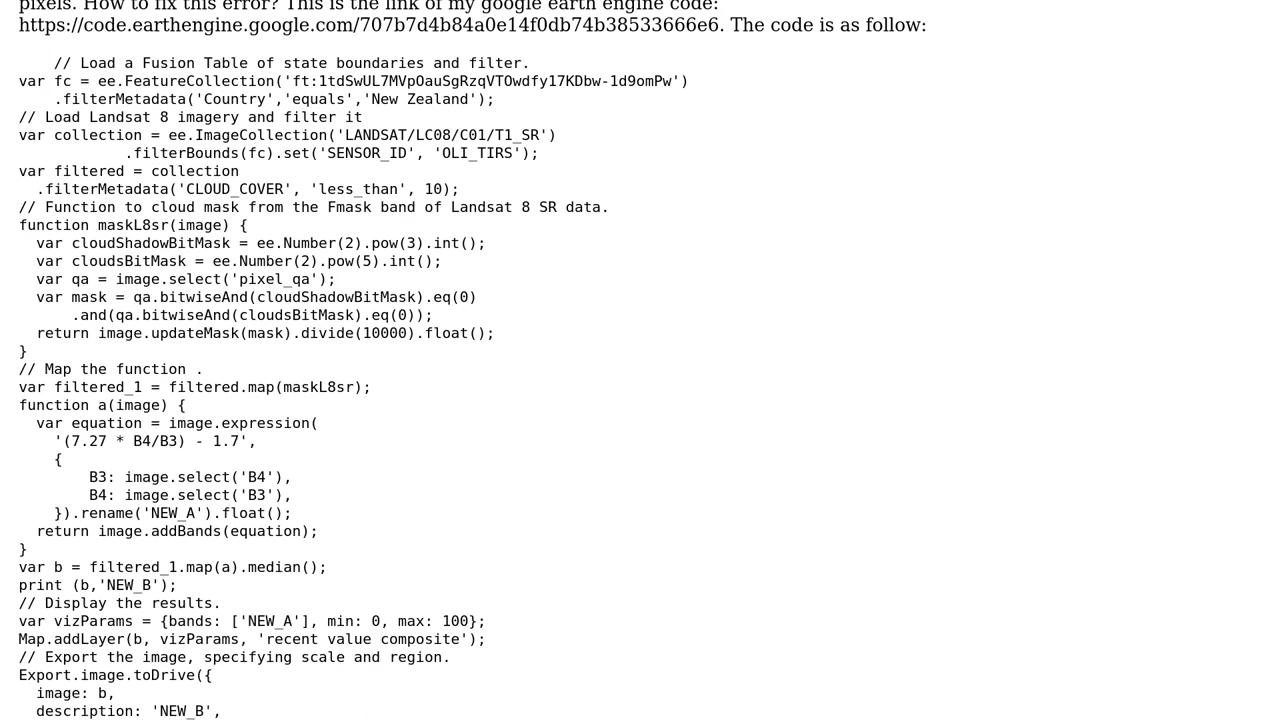 pixels. How to fix this error? This is the link of my google earth engine code:
https://code.earthengine.google.com/707b7d4b84a0e14f0db74b38533666e6. The code is as follow:
    // Load a Fusion Table of state boundaries and filter.
var fc = ee.FeatureCollection('ft:1tdSwUL7MVpOauSgRzqVTOwdfy17KDbw-1d9omPw')
    .filterMetadata('Country','equals','New Zealand');
// Load Landsat 8 imagery and filter it
var collection = ee.ImageCollection('LANDSAT/LC08/C01/T1_SR')
            .filterBounds(fc).set('SENSOR_ID', 'OLI_TIRS');
var filtered = collection
  .filterMetadata('CLOUD_COVER', 'less_than', 10);
// Function to cloud mask from the Fmask band of Landsat 8 SR data.
function maskL8sr(image) {
  var cloudShadowBitMask = ee.Number(2).pow(3).int();
  var cloudsBitMask = ee.Number(2).pow(5).int();
  var qa = image.select('pixel_qa');
  var mask = qa.bitwiseAnd(cloudShadowBitMask).eq(0)
      .and(qa.bitwiseAnd(cloudsBitMask).eq(0));
  return image.updateMask(mask).divide(10000).float();
}
// Map the function .
var filtered_1 = filtered.map(maskL8sr);
function a(image) {
  var equation = image.expression(
    '(7.27 * B4/B3) - 1.7',
    {
        B3: image.select('B4'),
        B4: image.select('B3'),
    }).rename('NEW_A').float();
  return image.addBands(equation);
}
var b = filtered_1.map(a).median();
print (b,'NEW_B');
// Display the results.
var vizParams = {bands: ['NEW_A'], min: 0, max: 100};
Map.addLayer(b, vizParams, 'recent value composite');
// Export the image, specifying scale and region.
Export.image.toDrive({
  image: b,
  description: 'NEW_B',